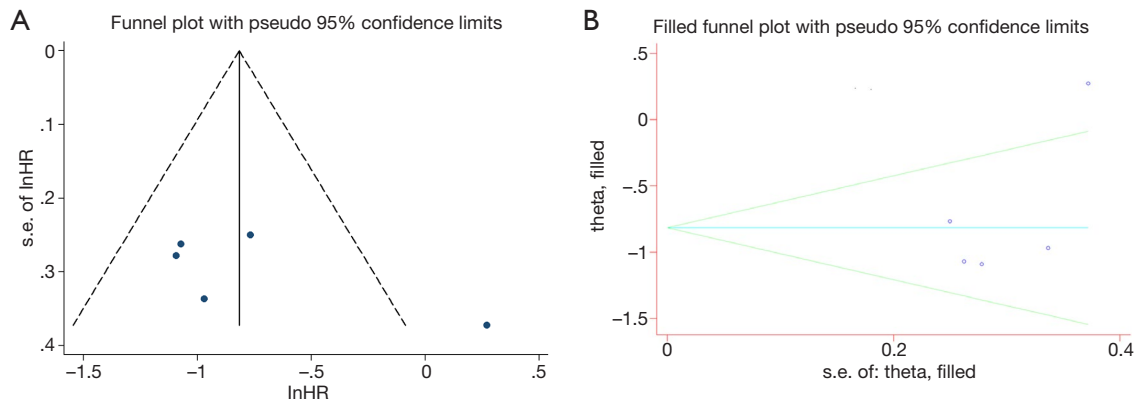 A
Funnel plot with pseudo 95% confidence limits
0
.1
.2
.3
.4
s.e. of lnHR
−1.5 −1 −.5 0 .5
lnHR
B
Filled funnel plot with pseudo 95% confidence limits
.5
0
−.5
−1
−1.5
theta, filled
0 0.2 0.4
s.e. of: theta, filled